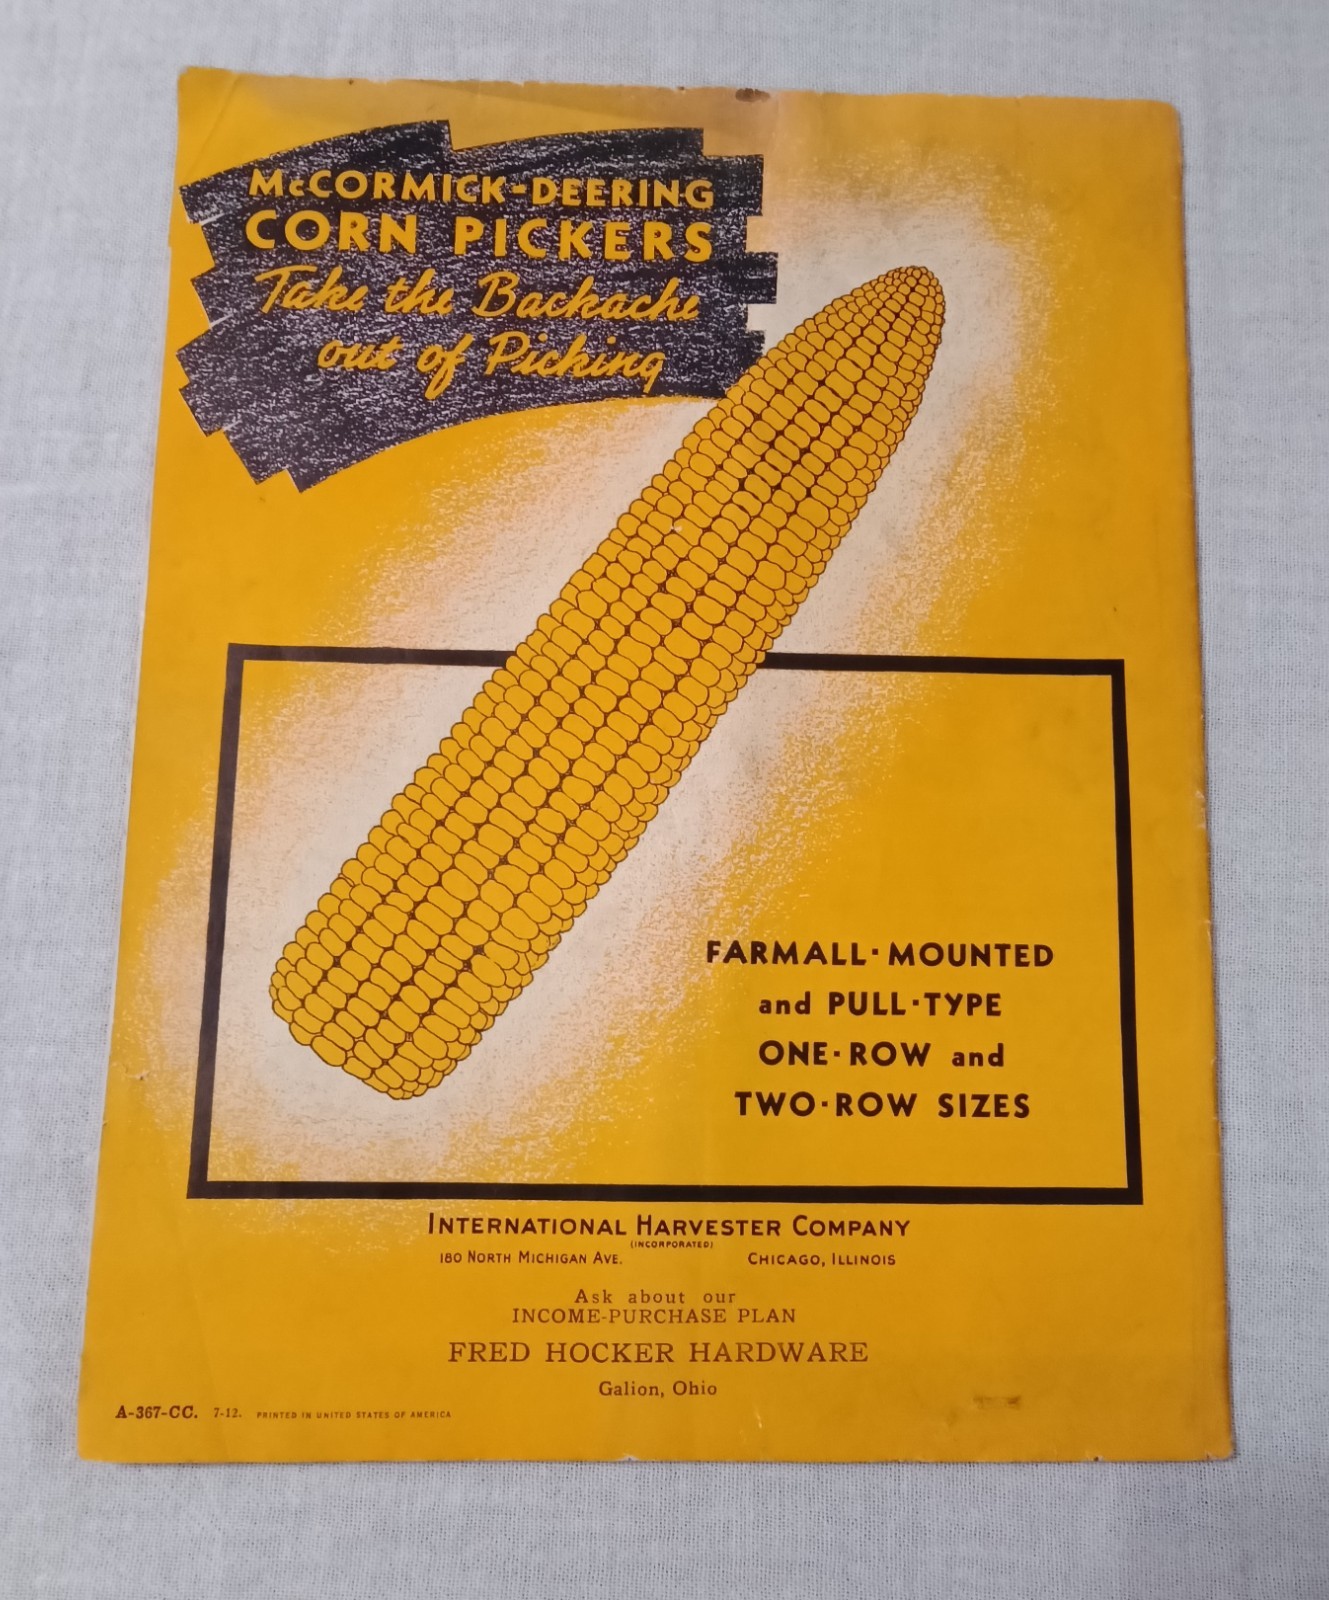 McCORMICK-DEERING
CORN PICKERS
Take the Backache
out of Picking
FARMALL·MOUNTED
and PULL·TYPE
ONE·ROW and
TWO·ROW SIZES
INTERNATIONAL HARVESTER COMPANY
(INCORPORATED)
180 NORTH MICHIGAN AVE. CHICAGO, ILLINOIS
Ask about our
INCOME-PURCHASE PLAN
FRED HOCKER HARDWARE
Galion, Ohio
A-367-CC. 7-12. PRINTED IN UNITED STATES OF AMERICA